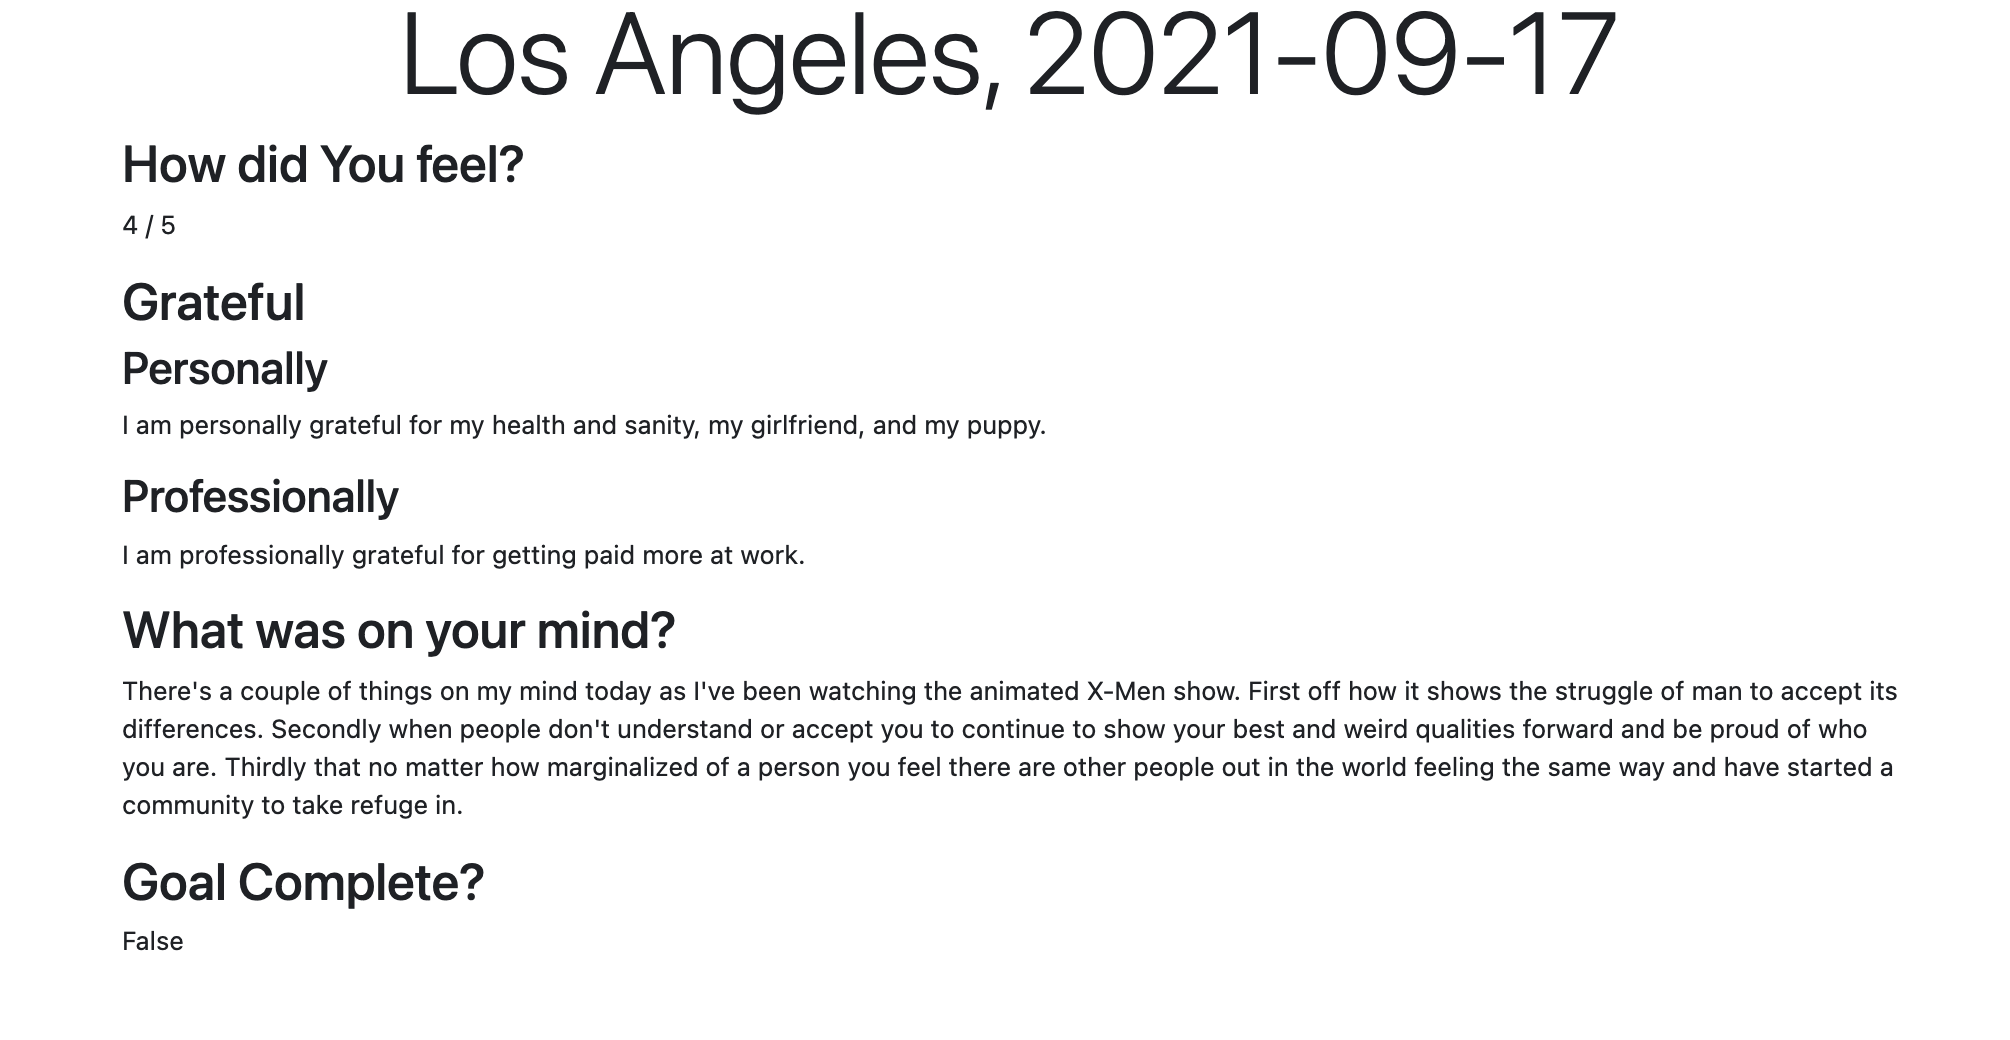 Los Angeles, 2021-09-17
How did You feel?
4 / 5
Grateful
Personally
I am personally grateful for my health and sanity, my girlfriend, and my puppy.
Professionally
I am professionally grateful for getting paid more at work.
What was on your mind?
There's a couple of things on my mind today as I've been watching the animated X-Men show. First off how it shows the struggle of man to accept its
differences. Secondly when people don't understand or accept you to continue to show your best and weird qualities forward and be proud of who
you are. Thirdly that no matter how marginalized of a person you feel there are other people out in the world feeling the same way and have started a
community to take refuge in.
Goal Complete?
False